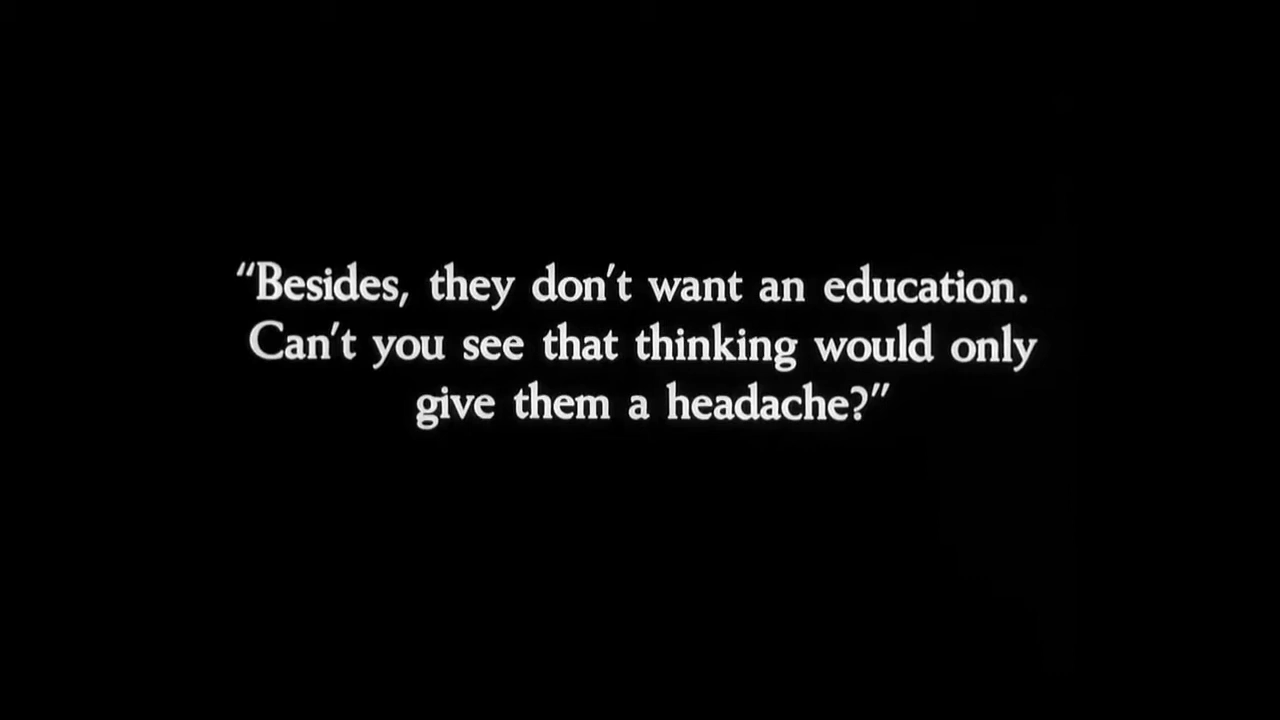 “Besides, they don't want an education.
Can't you see that thinking would only
give them a headache?”